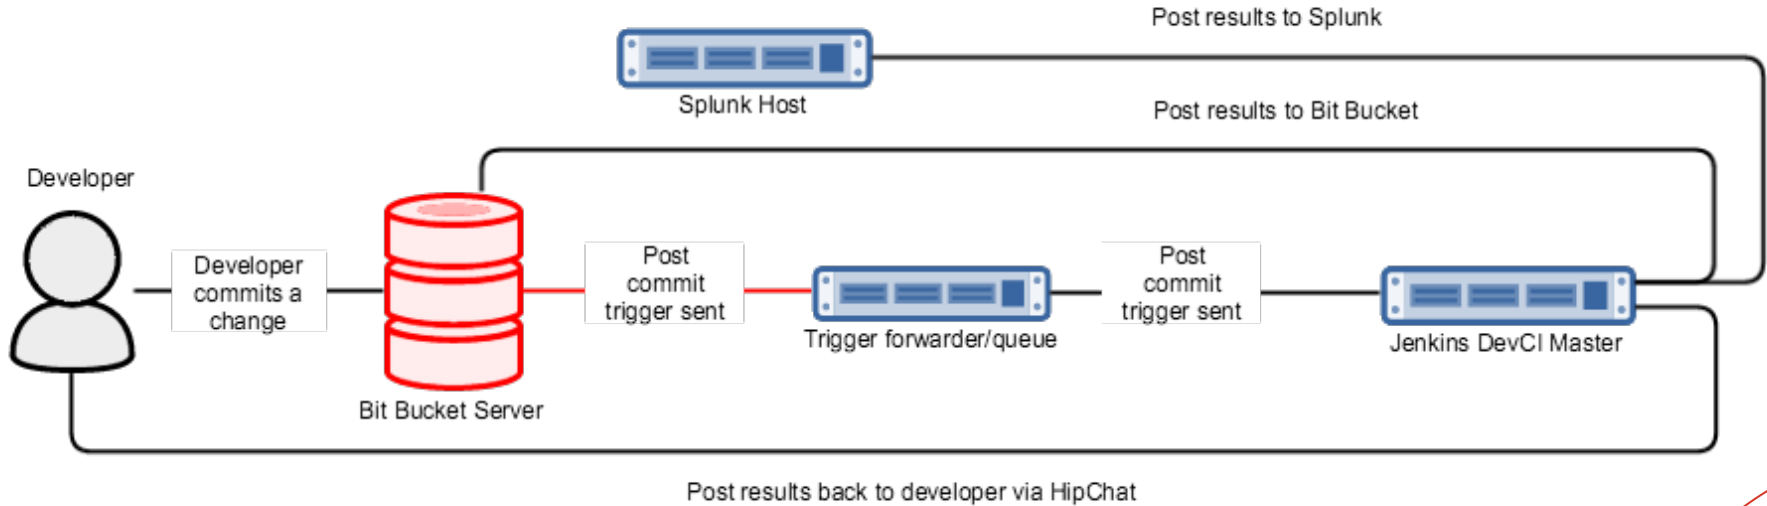 Post results to Splunk
Splunk Host
Post results to Bit Bucket
Developer
Developer
commits a
change
Post
commit
trigger sent
Post
commit
trigger sent
Trigger forwarder/queue
Jenkins DevCI Master
Bit Bucket Server
Post results back to developer via HipChat